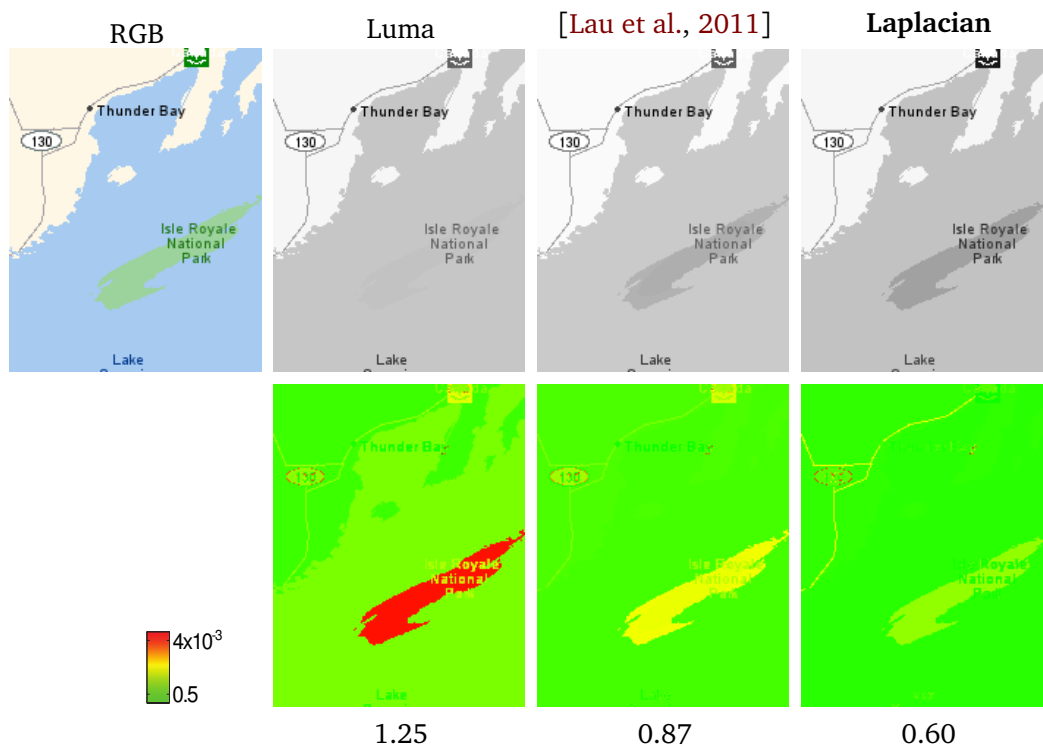 RGB
Luma
[Lau et al., 2011]
Laplacian
Thunder Bay
130
Isle Royale
National
Park
Lake
Thunder Bay
130
Isle Royale
National
Park
Lake
Thunder Bay
130
Isle Royale
National
Park
Lake
Thunder Bay
130
Isle Royale
National
Park
Lake
Thunder Bay
130
Isle Royale
National
Park
Lake
Thunder Bay
130
Isle Royale
National
Park
Lake
Isle Royale
National
Park
4x10-3
0.5
1.25
0.87
0.60